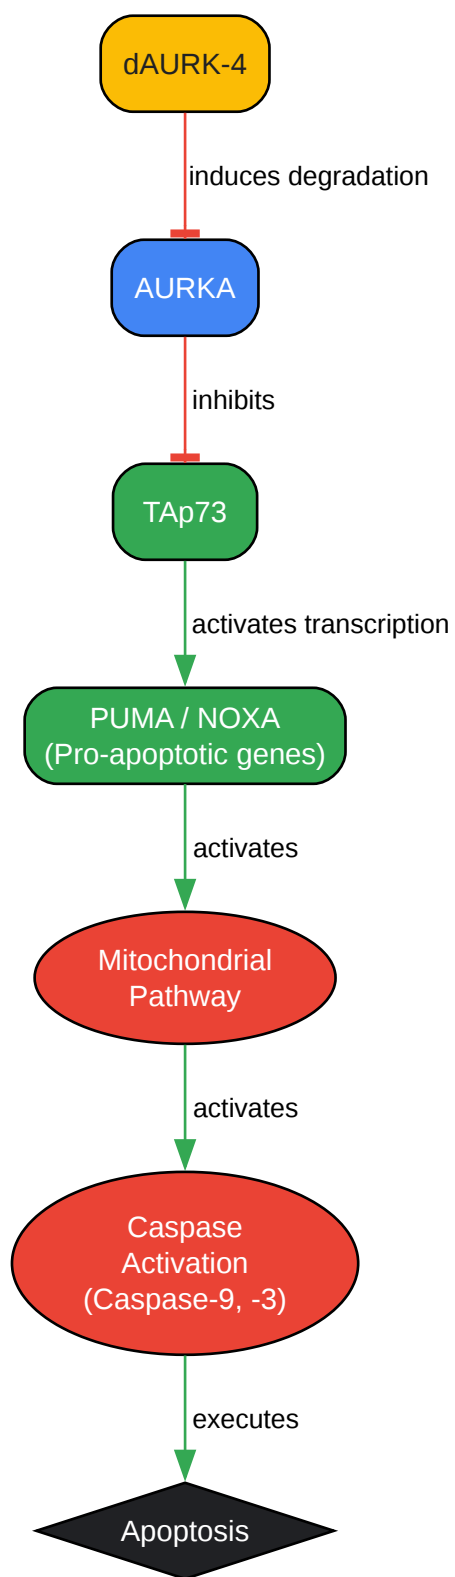 dAURK-4
induces degradation
AURKA
inhibits
TAp73
activates transcription
PUMA / NOXA
(Pro-apoptotic genes)
activates
Mitochondrial
Pathway
activates
Caspase
Activation
(Caspase-9, -3)
executes
Apoptosis